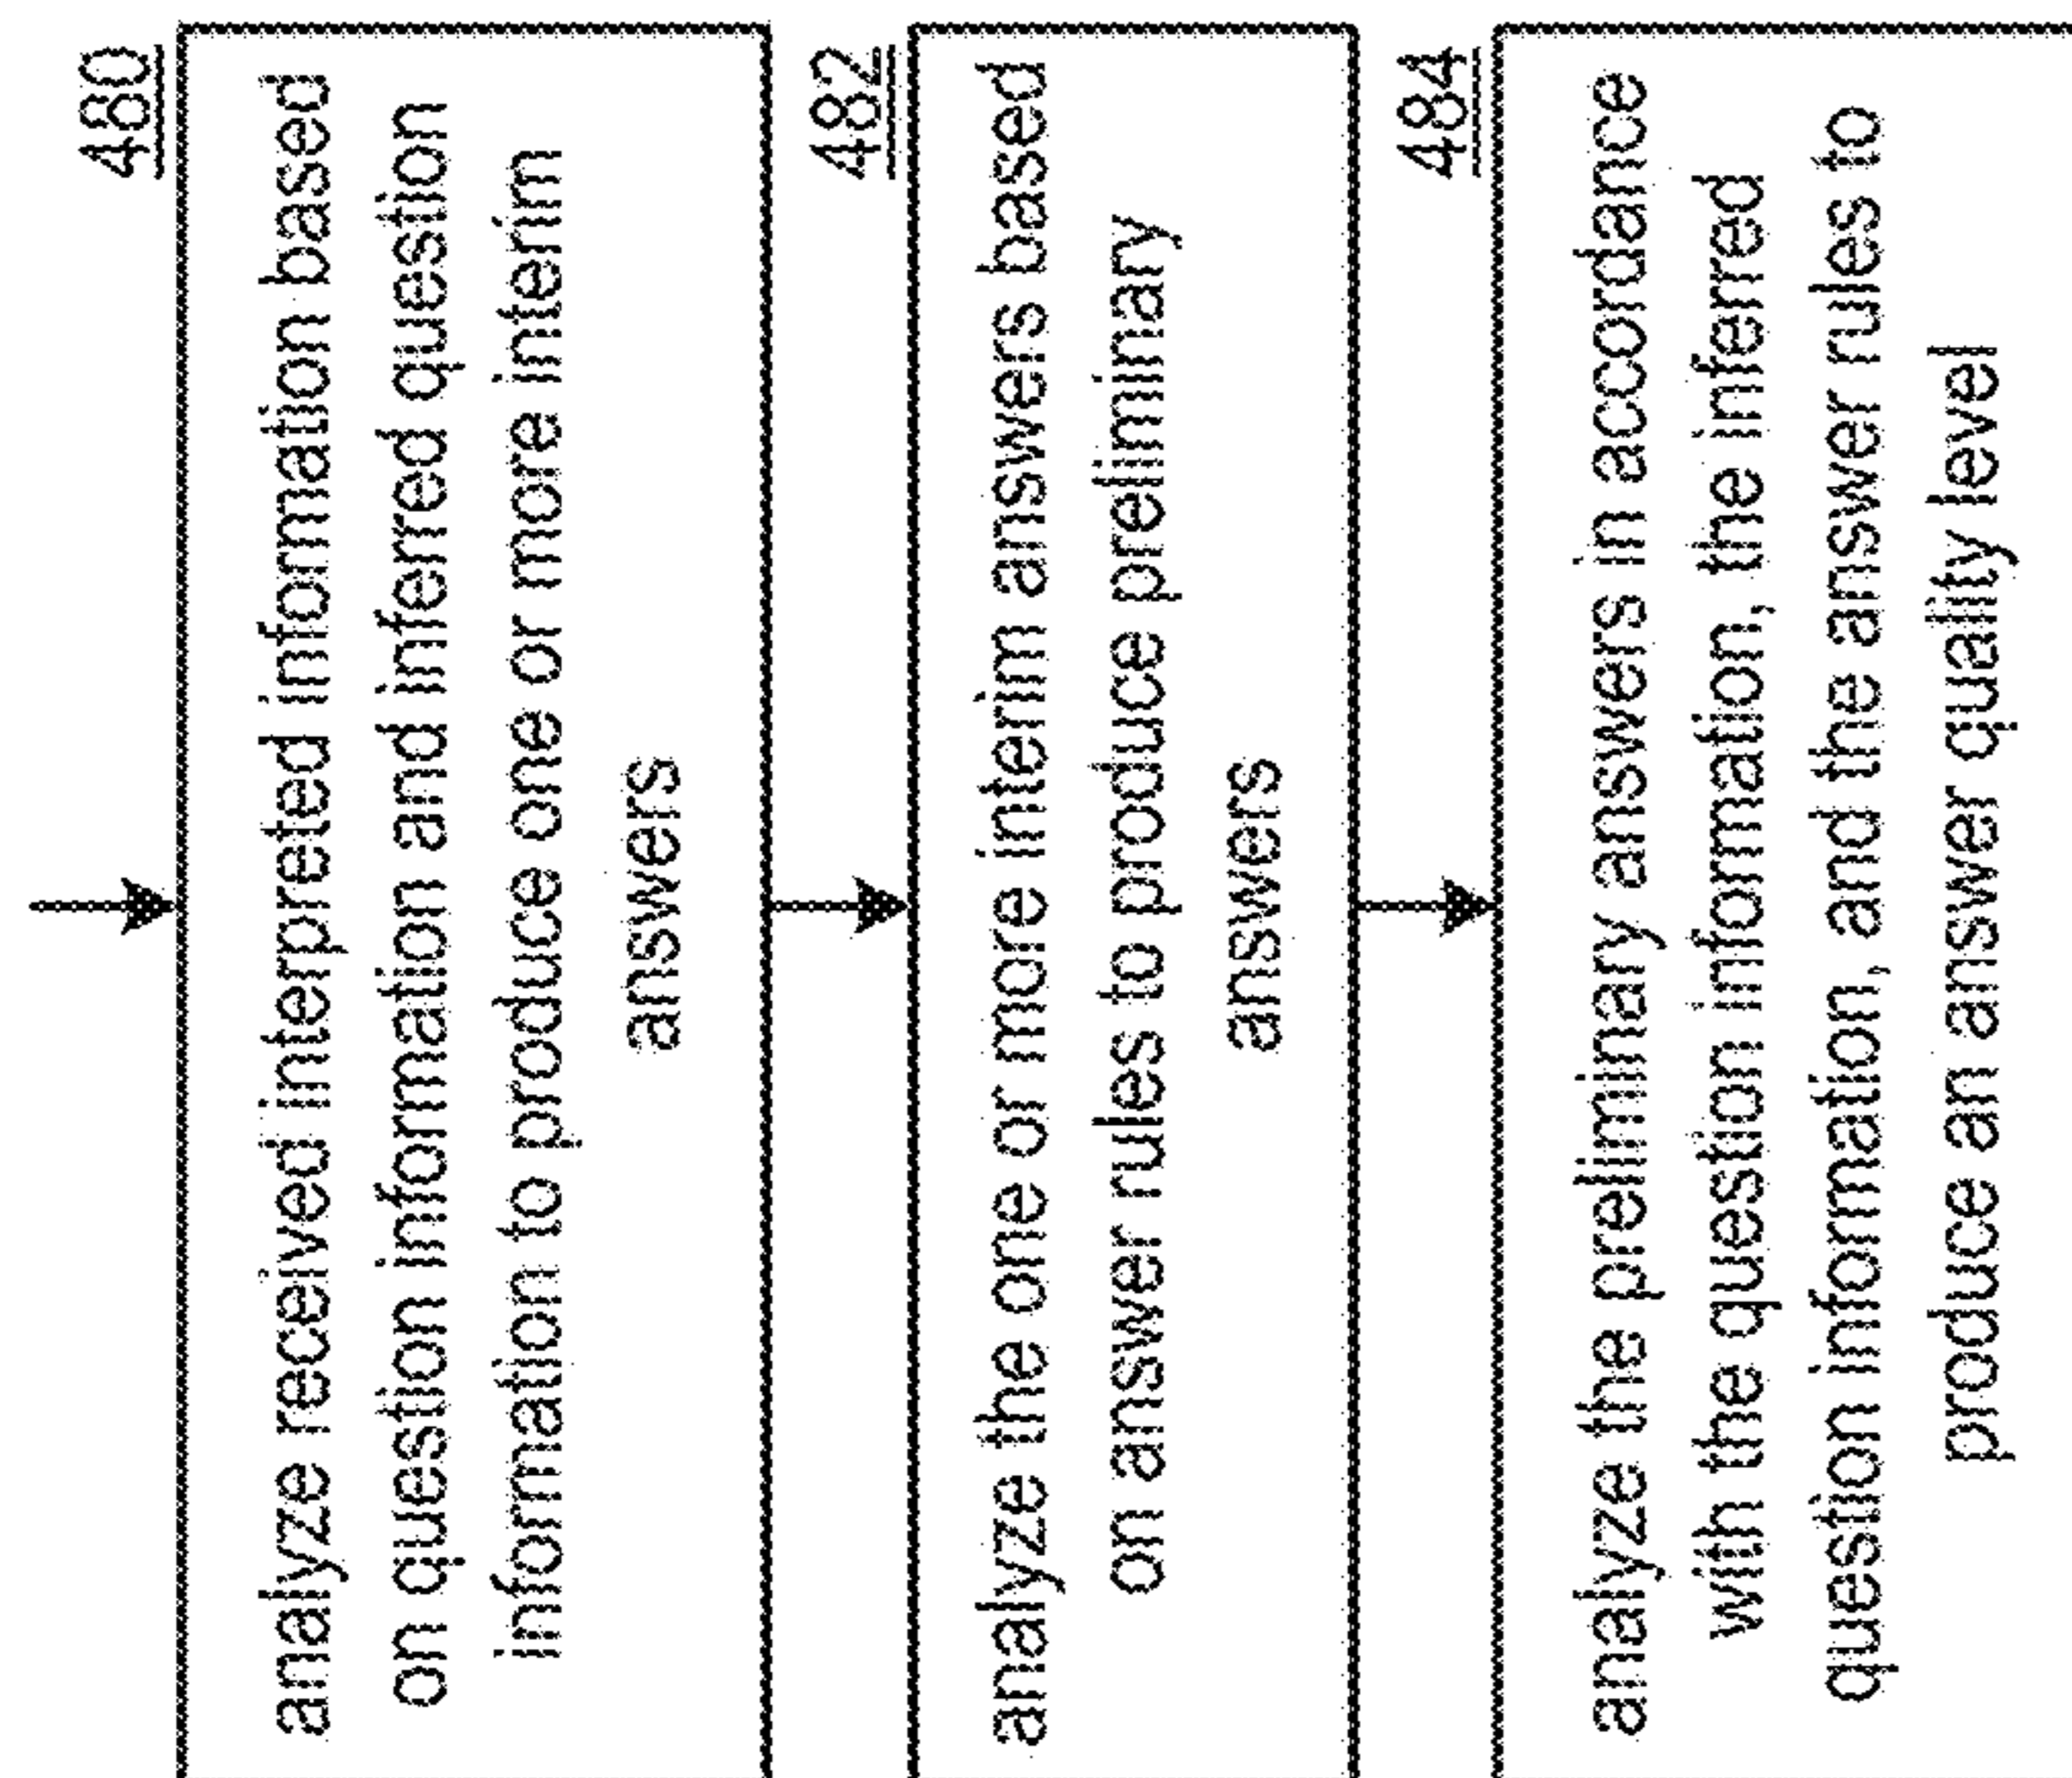 480
analyze received interpreted information based
on question information and inferred question
information to produce one or more interim
answers
482
analyze the one or more interim answers based
on answer rules to produce preliminary
answers
484
analyze the preliminary answers in accordance
with the question information, the inferred
question information, and the answer rules to
produce an answer quality level